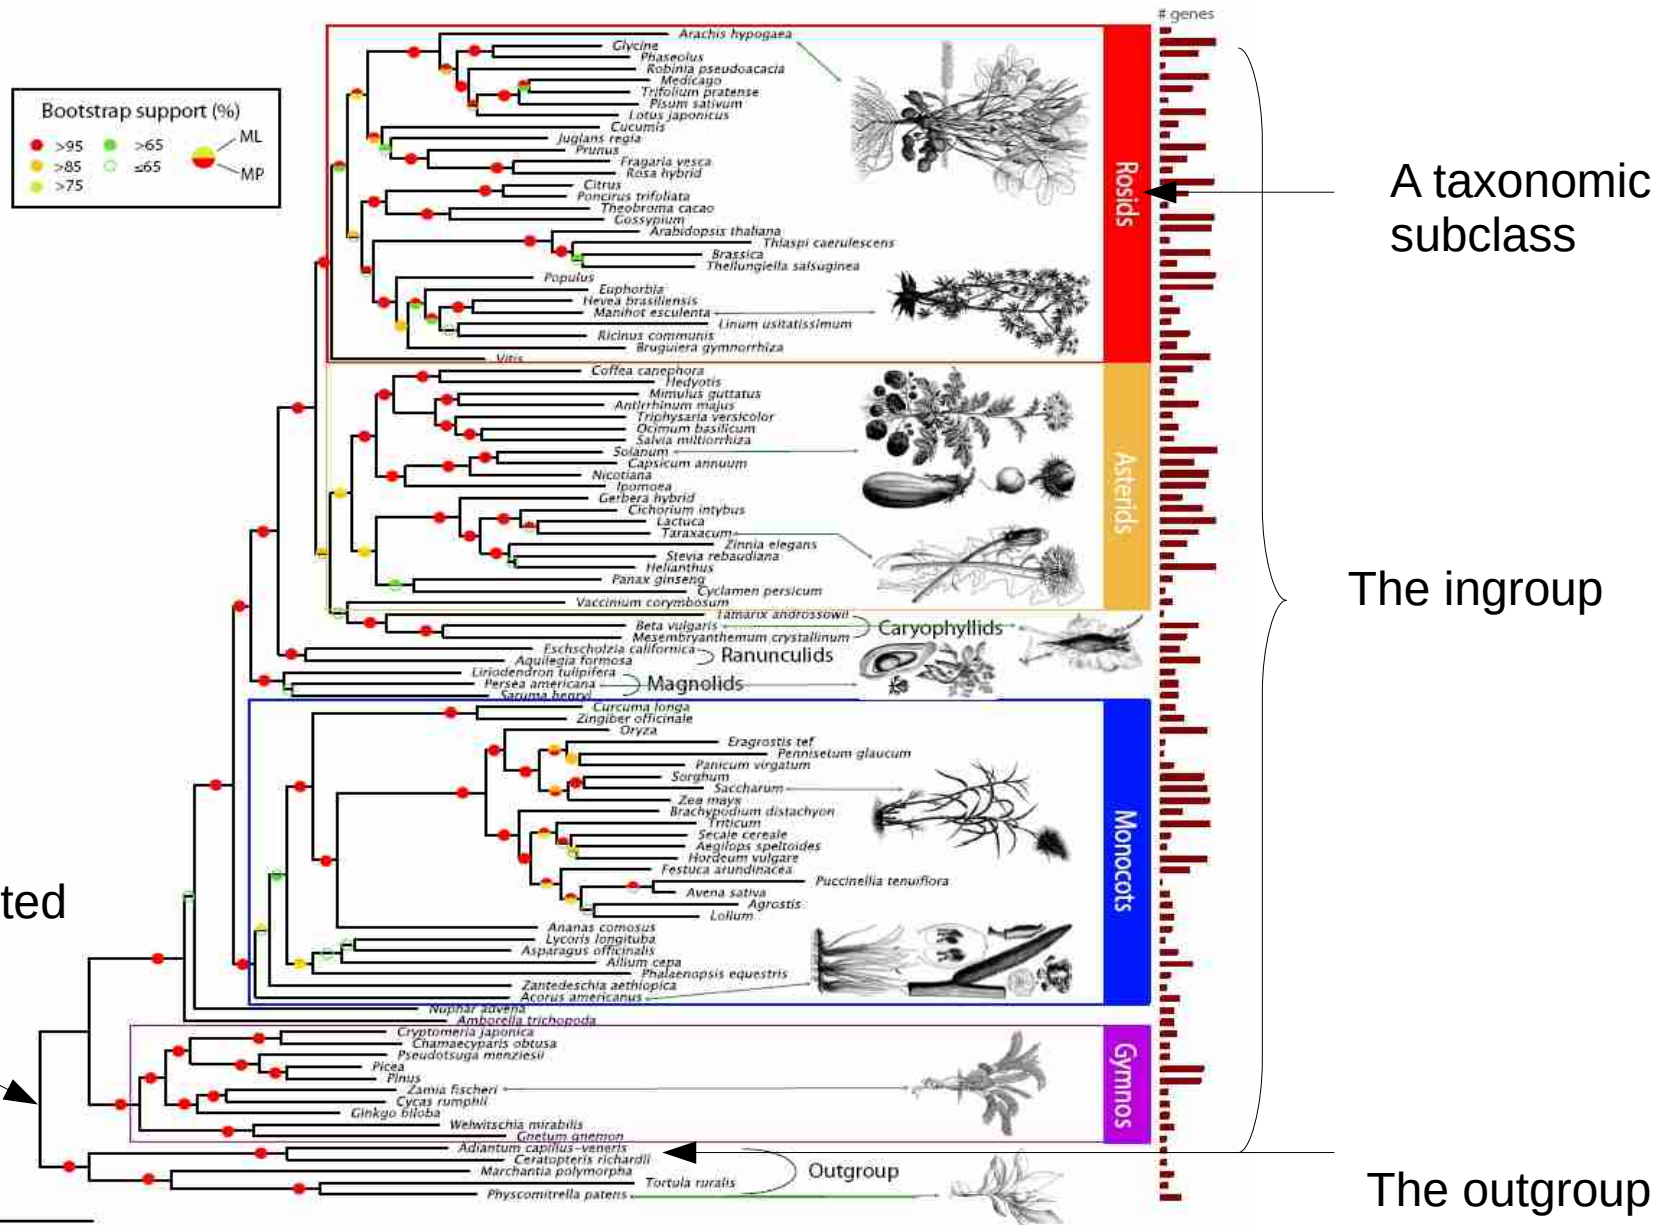 # genes
Bootstrap support (%)
>95
>65
ML
>85
≤65
MP
>75
Arachis hypogaea
Glycine
Phaseolus
Robinia pseudoacacia
Medicago
Trifolium pratense
Pisum sativum
Lotus japonicus
Cucumis
Juglans regia
Prunus
Fragaria vesca
Rosa hybrid
Citrus
Poncirus trifoliata
Theobroma cacao
Gossypium
Arabidopsis thaliana
Thlaspi caerulescens
Brassica
Thellungiella salsuginea
Populus
Euphorbia
Hevea brasiliensis
Manihot esculenta
Linum usitatissimum
Ricinus communis
Bruguiera gymnorrhiza
Vitis
Rosids
A taxonomic
subclass
Coffea canephora
Hedyotis
Mimulus guttatus
Antirrhinum majus
Triphysaria versicolor
Ocimum basilicum
Salvia miltiorrhiza
Solanum
Capsicum annuum
Nicotiana
Ipomoea
Gerbera hybrid
Cichorium intybus
Lactuca
Taraxacum
Zinnia elegans
Stevia rebaudiana
Helianthus
Panax ginseng
Cyclamen persicum
Vaccinium corymbosum
Asterids
The ingroup
Tamarix androssowii
Beta vulgaris
Mesembryanthemum crystallinum
Caryophyllids
Eschscholzia californica
Aquilegia formosa
Ranunculids
Liriodendron tulipifera
Persea americana
Saruma henryi
Magnolids
Curcuma longa
Zingiber officinale
Oryza
Eragrostis tef
Pennisetum glaucum
Panicum virgatum
Sorghum
Saccharum
Zea mays
Brachypodium distachyon
Triticum
Secale cereale
Aegilops speltoides
Hordeum vulgare
Festuca arundinacea
Puccinellia tenuiflora
Avena sativa
Agrostis
Lolium
Ananas comosus
Lycoris longituba
Asparagus officinalis
Allium cepa
Phalaenopsis equestris
Zantedeschia aethiopica
Acorus americanus
Monocots
ted
Nuphar advena
Amborella trichopoda
Cryptomeria japonica
Chamaecyparis obtusa
Pseudotsuga menziesii
Picea
Pinus
Zamia fischeri
Cycas rumphii
Ginkgo biloba
Welwitschia mirabilis
Gnetum gnemon
Gymnos
Adiantum capillus-veneris
Ceratopteris richardii
Marchantia polymorpha
Tortula ruralis
Physcomitrella patens
Outgroup
The outgroup